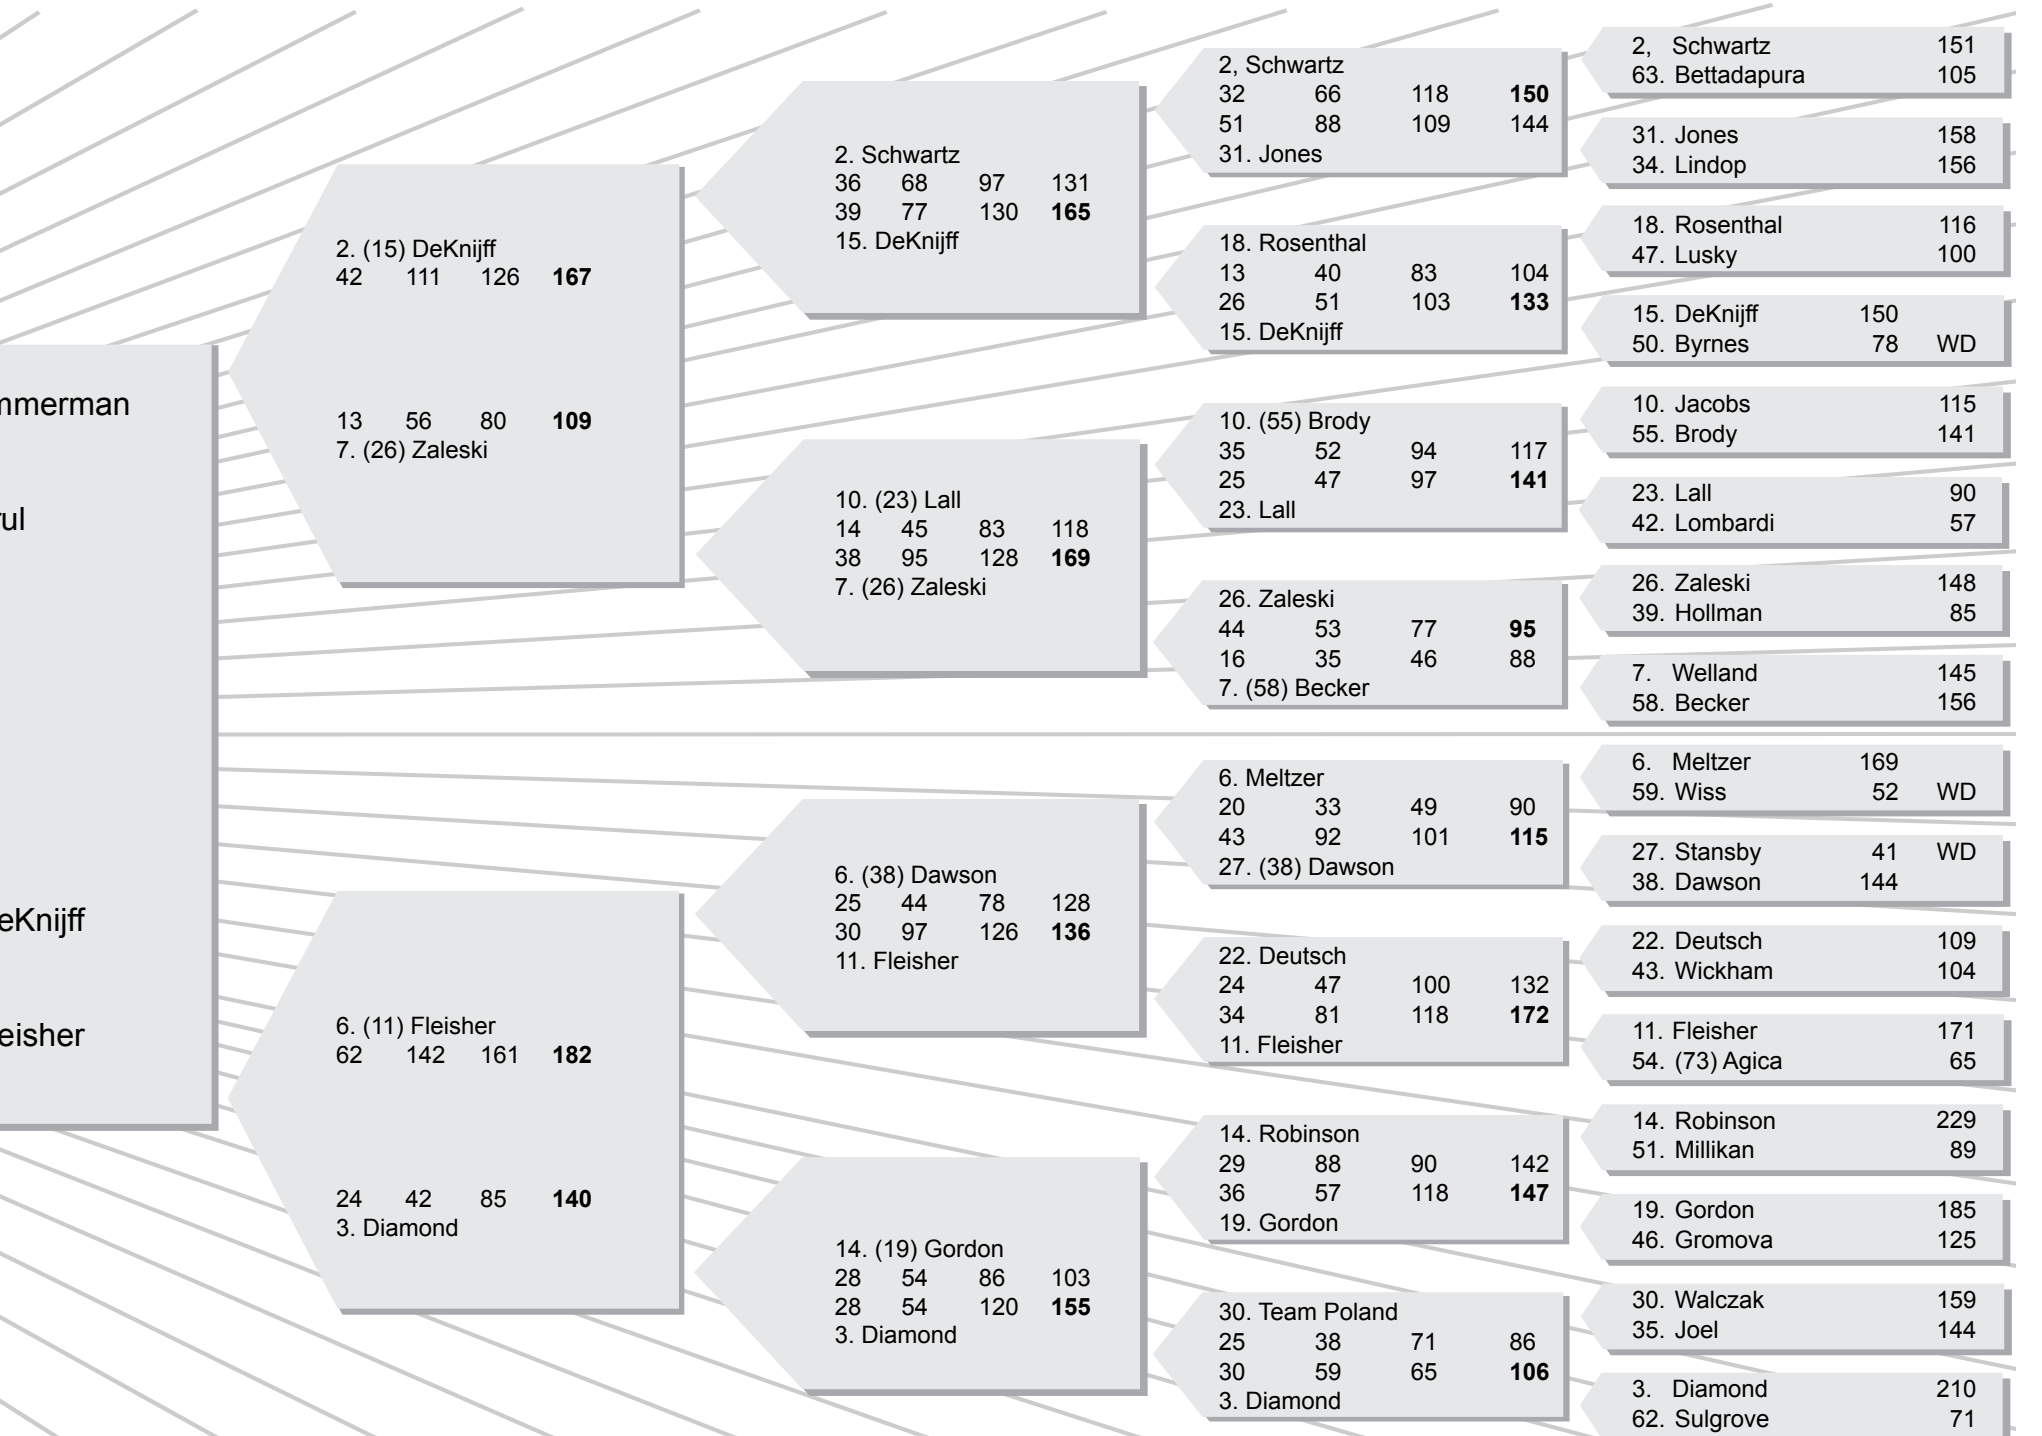 mmerman
rul
eKnijff
eisher
2. (15) DeKnijff
42 111 126 167
13 56 80 109
7. (26) Zaleski
6. (11) Fleisher
62 142 161 182
24 42 85 140
3. Diamond
2. Schwartz
36 68 97 131
39 77 130 165
15. DeKnijff
10. (23) Lall
14 45 83 118
38 95 128 169
7. (26) Zaleski
6. (38) Dawson
25 44 78 128
30 97 126 136
11. Fleisher
14. (19) Gordon
28 54 86 103
28 54 120 155
3. Diamond
2, Schwartz
32 66 118 150
51 88 109 144
31. Jones
18. Rosenthal
13 40 83 104
26 51 103 133
15. DeKnijff
10. (55) Brody
35 52 94 117
25 47 97 141
23. Lall
26. Zaleski
44 53 77 95
16 35 46 88
7. (58) Becker
6. Meltzer
20 33 49 90
43 92 101 115
27. (38) Dawson
22. Deutsch
24 47 100 132
34 81 118 172
11. Fleisher
14. Robinson
29 88 90 142
36 57 118 147
19. Gordon
30. Team Poland
25 38 71 86
30 59 65 106
3. Diamond
2, Schwartz 151
63. Bettadapura 105
31. Jones 158
34. Lindop 156
18. Rosenthal 116
47. Lusky 100
15. DeKnijff 150
50. Byrnes 78 WD
10. Jacobs 115
55. Brody 141
23. Lall 90
42. Lombardi 57
26. Zaleski 148
39. Hollman 85
7. Welland 145
58. Becker 156
6. Meltzer 169
59. Wiss 52 WD
27. Stansby 41 WD
38. Dawson 144
22. Deutsch 109
43. Wickham 104
11. Fleisher 171
54. (73) Agica 65
14. Robinson 229
51. Millikan 89
19. Gordon 185
46. Gromova 125
30. Walczak 159
35. Joel 144
3. Diamond 210
62. Sulgrove 71